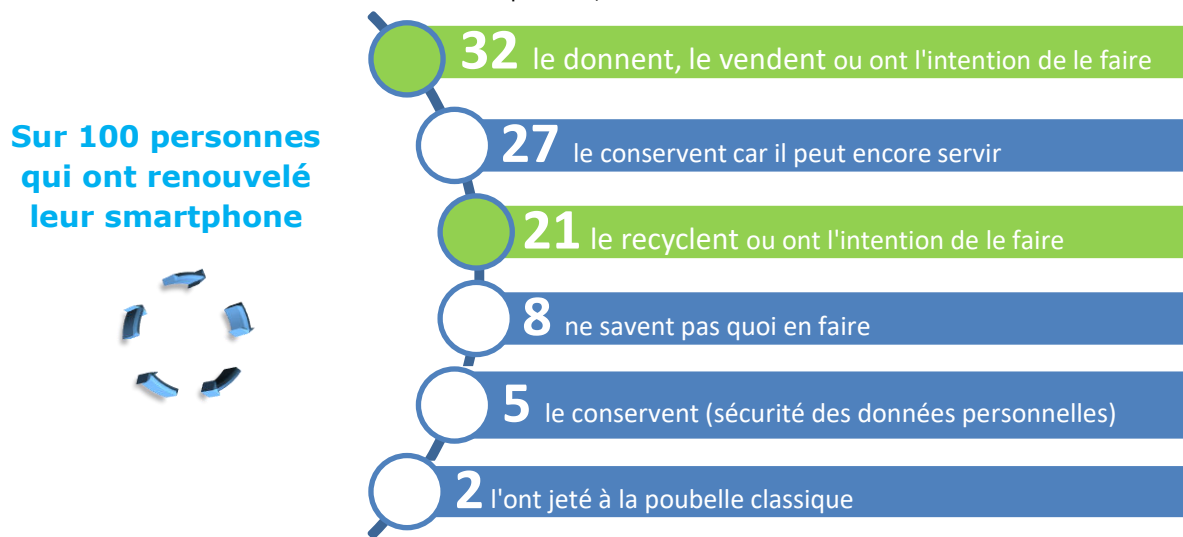 Sur 100 personnes
qui ont renouvelé
leur smartphone
32 le donnent, le vendent ou ont l'intention de le faire
27 le conservent car il peut encore servir
21 le recyclent ou ont l'intention de le faire
8 ne savent pas quoi en faire
5 le conservent (sécurité des données personnelles)
2 l'ont jeté à la poubelle classique